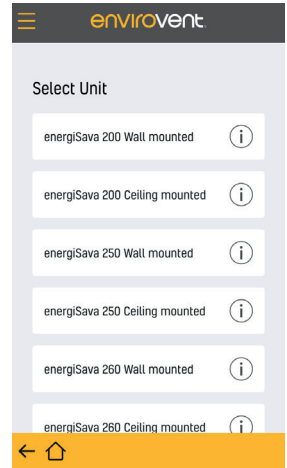 envirovent
Select Unit
energiSava 200 Wall mounted
energiSava 200 Ceiling mounted
energiSava 250 Wall mounted
energiSava 250 Ceiling mounted
energiSava 260 Wall mounted
energiSava 260 Ceiling mounted